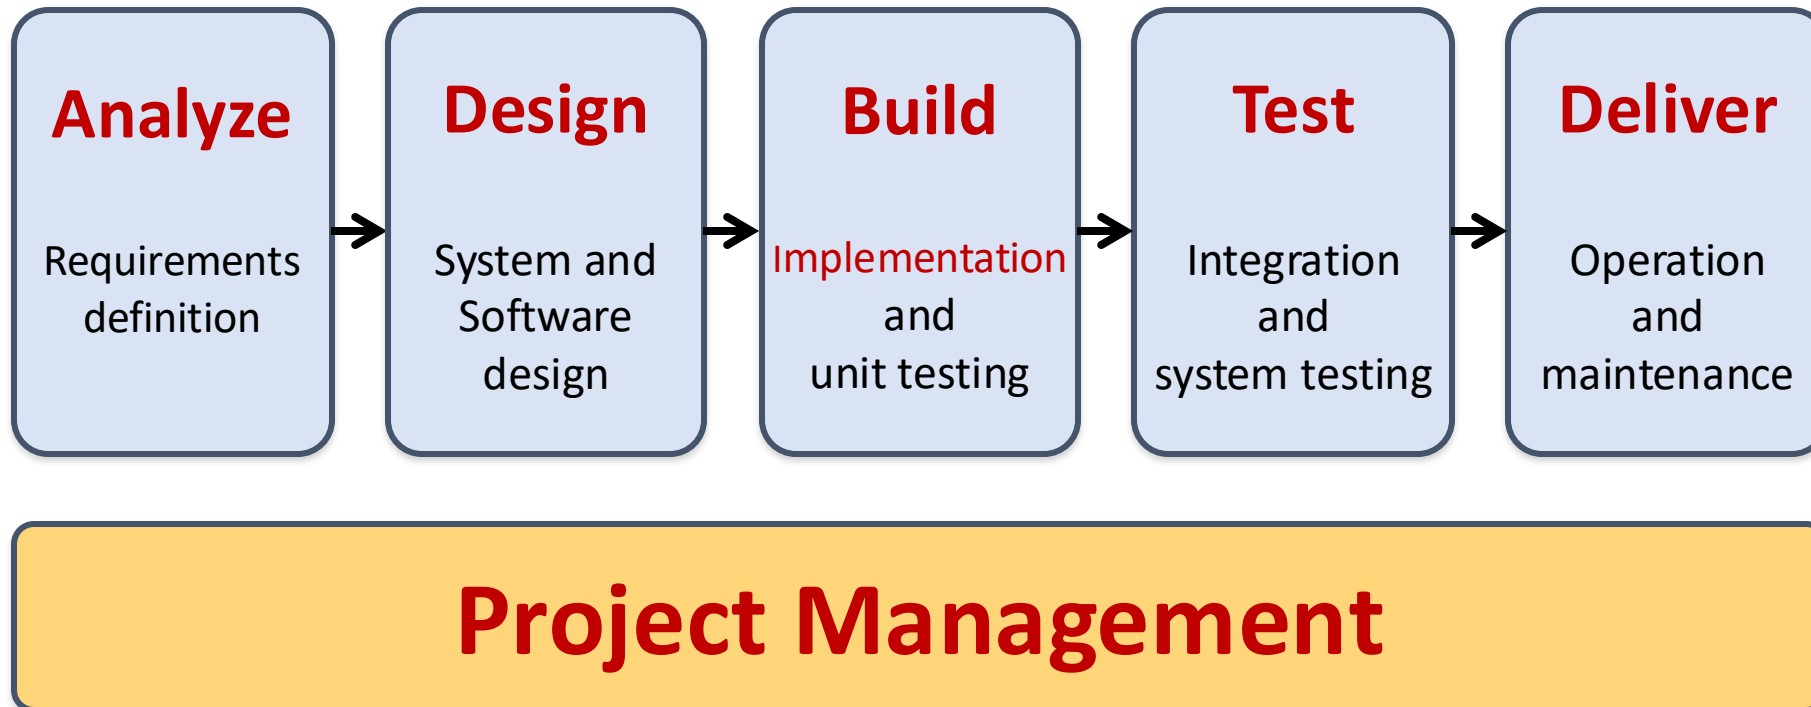 Analyze
Requirements
definition
Design
System and
Software
design
Build
Implementation
and
unit testing
Test
Integration
and
system testing
Deliver
Operation
and
maintenance
Project Management